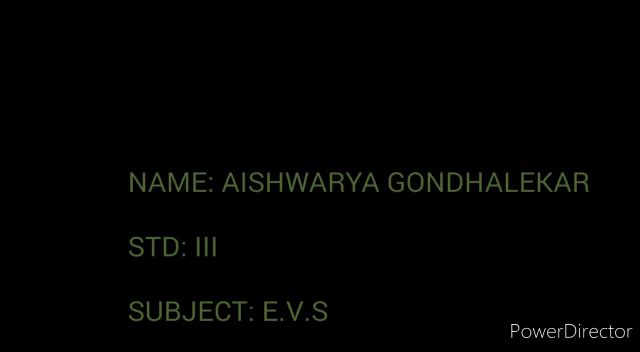 NAME: AISHWARYA GONDHALEKAR
STD: III
SUBJECT: E.V.S
PowerDirector